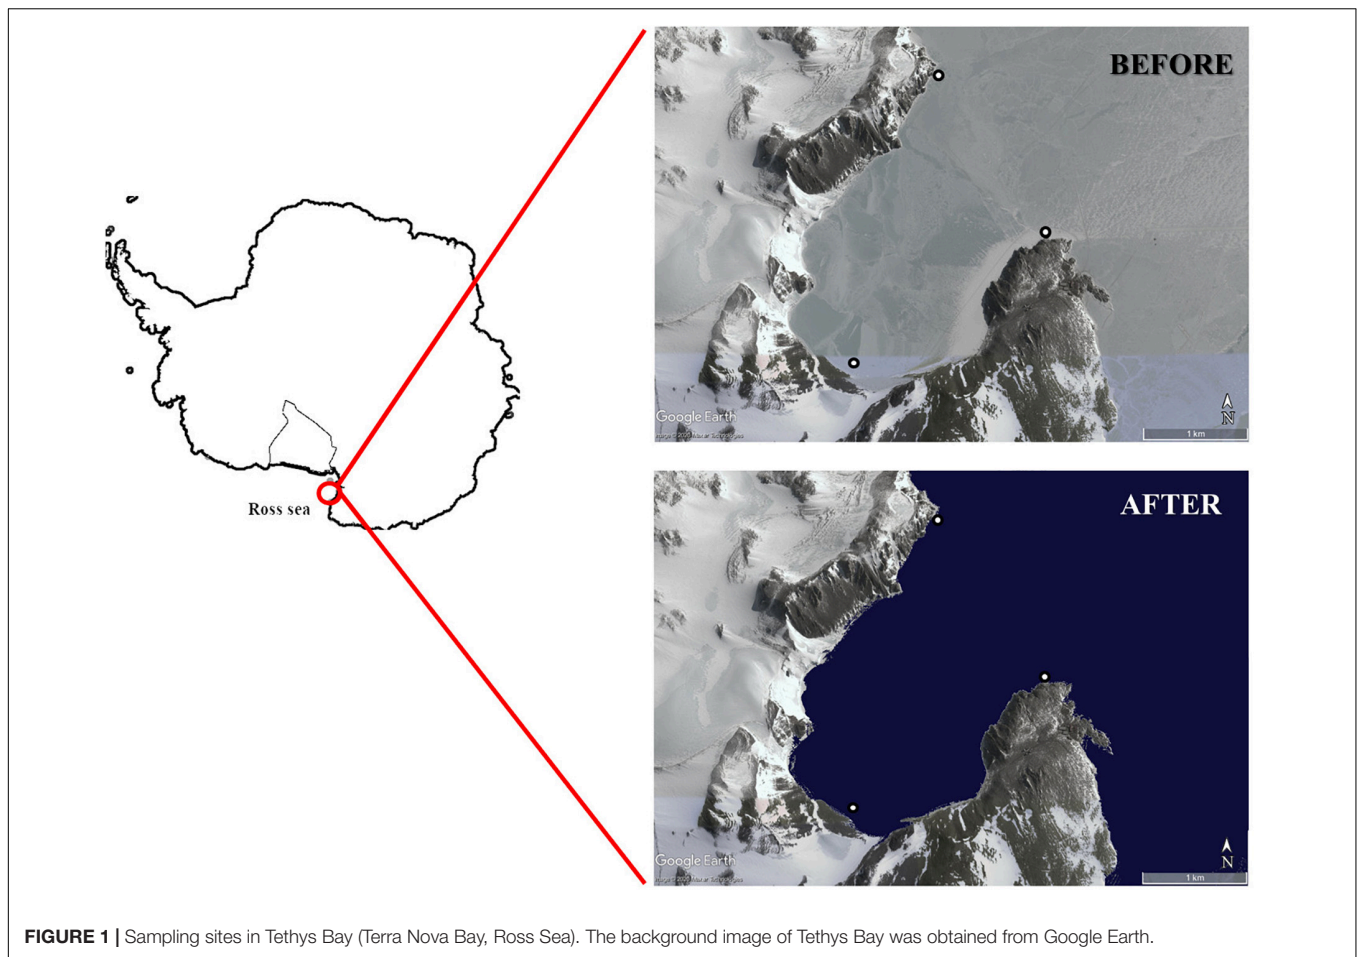 BEFORE
Google Earth
N
1 km
Ross sea
AFTER
Google Earth
N
1 km
FIGURE 1 | Sampling sites in Tethys Bay (Terra Nova Bay, Ross Sea). The background image of Tethys Bay was obtained from Google Earth.